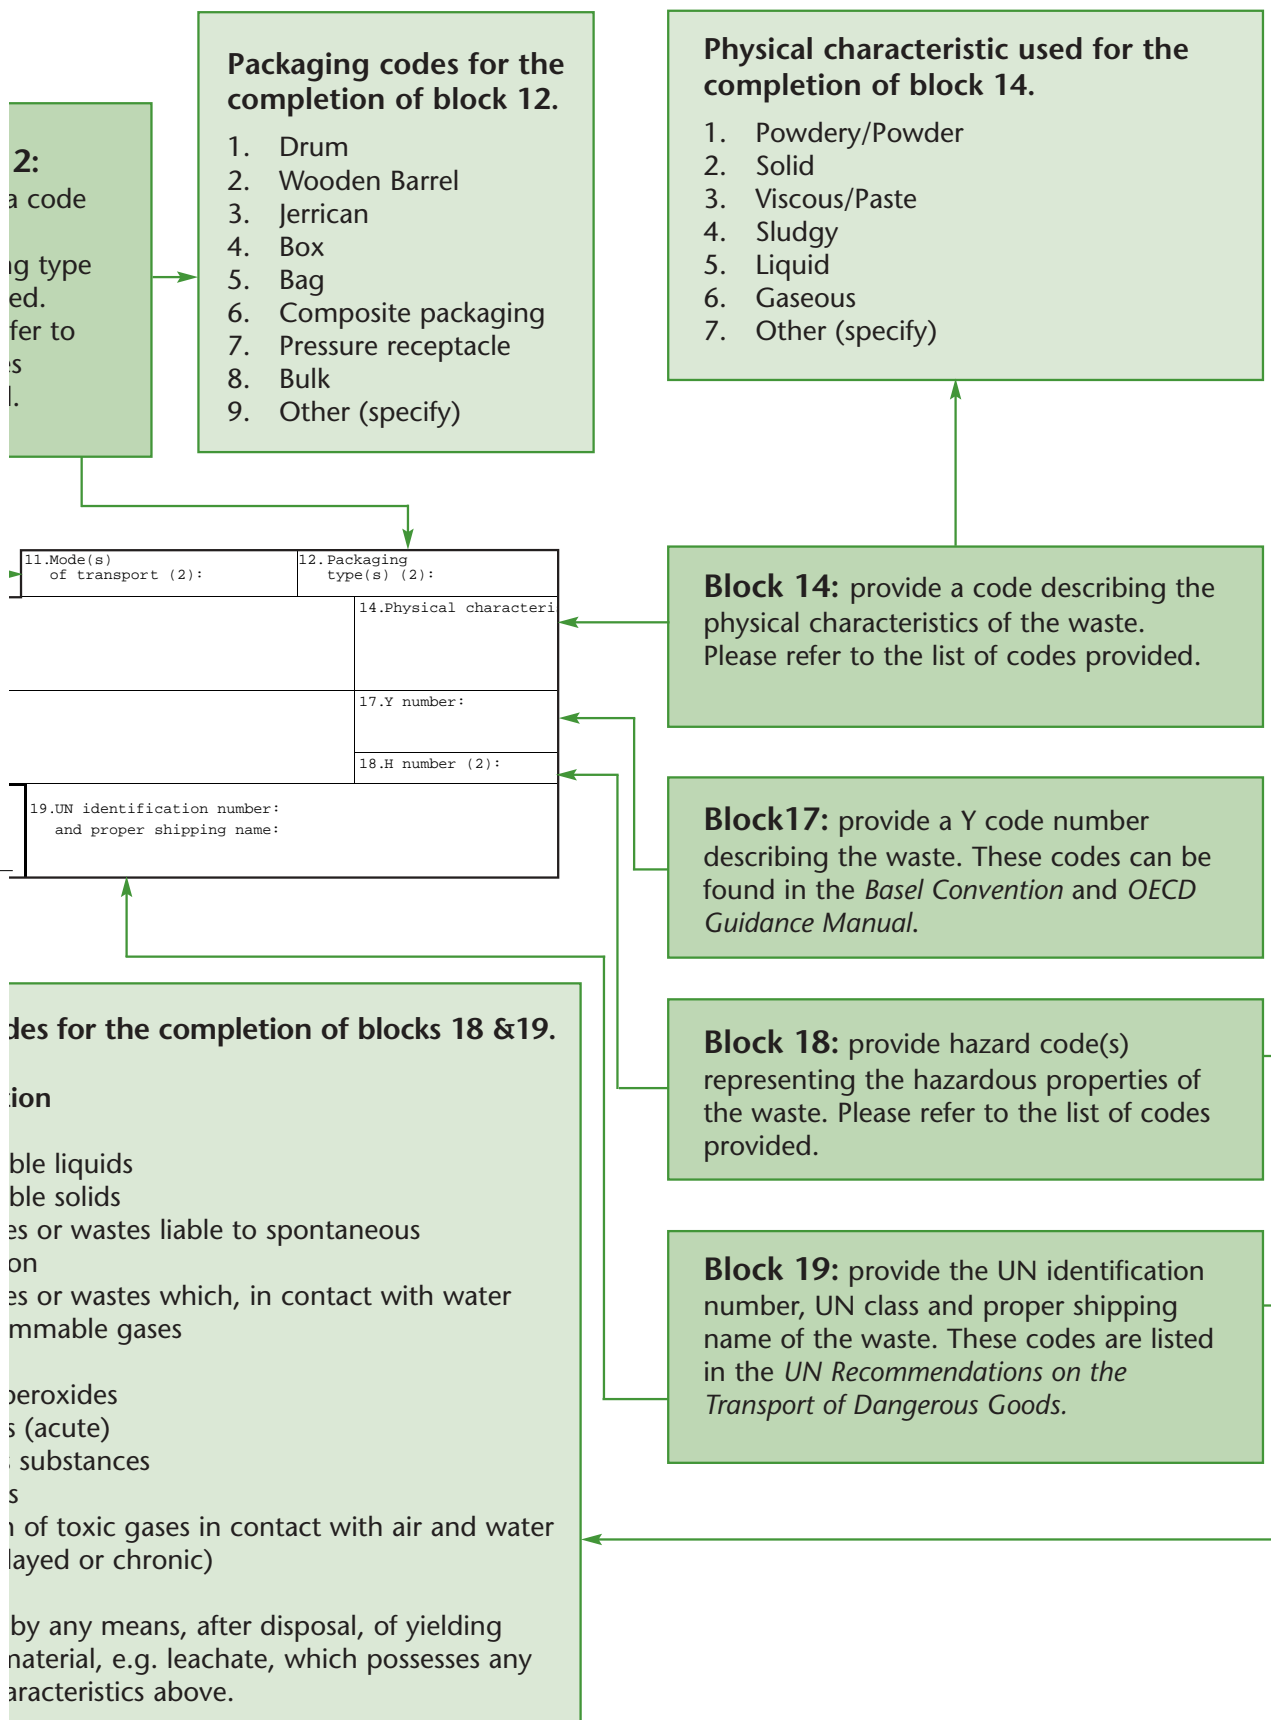 Packaging codes for the
completion of block 12.
1. Drum
2. Wooden Barrel
3. Jerrican
4. Box
5. Bag
6. Composite packaging
7. Pressure receptacle
8. Bulk
9. Other (specify)
Physical characteristic used for the
completion of block 14.
1. Powdery/Powder
2. Solid
3. Viscous/Paste
4. Sludgy
5. Liquid
6. Gaseous
7. Other (specify)
2:
a code
type
fer to
11.Mode(s)
of transport (2):
12.Packaging
type(s) (2):
14.Physical
17.Y number:
18.H number (2):
19.UN identification number:
and proper shipping name:
Block 14: provide a code describing the
physical characteristics of the waste.
Please refer to the list of codes provided.
Block17: provide a Y code number
describing the waste. These codes can be
found in the Basel Convention and OECD
Guidance Manual.
Block 18: provide hazard code(s)
representing the hazardous properties of
the waste. Please refer to the list of codes
provided.
Block 19: provide the UN identification
number, UN class and proper shipping
name of the waste. These codes are listed
in the UN Recommendations on the
Transport of Dangerous Goods.
des for the completion of blocks 18 &19.
tion
ble liquids
ble solids
es or wastes liable to spontaneous
on
es or wastes which, in contact with water
mmable gases
peroxides
s (acute)
substances
s
of toxic gases in contact with air and water
layed or chronic)
by any means, after disposal, of yielding
material, e.g. leachate, which possesses any
aracteristics above.